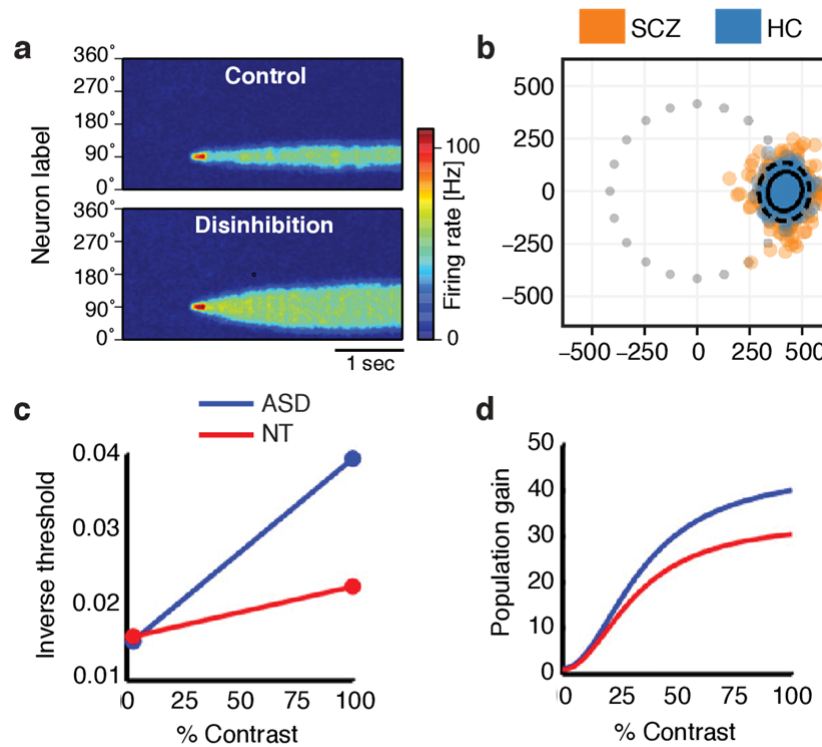 a
360°
270°
180°
90°
0°
Control
360°
270°
180°
90°
0°
Disinhibition
Neuron label
100
0
Firing rate [Hz]
1 sec
SCZ
HC
b
500
250
0
−250
−500
−500
−250
0
250
500
c
ASD
NT
0.04
0.03
0.02
0.01
Inverse threshold
0
25
50
75
100
% Contrast
d
50
40
30
20
10
0
Population gain
0
25
50
75
100
% Contrast